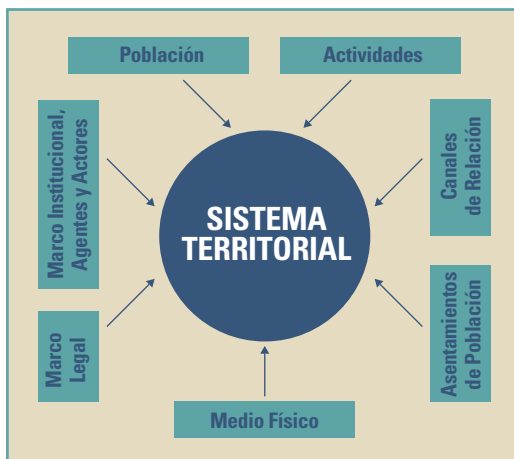 Población
Actividades
Marco Institucional,
Agentes y Actores
Canales
de Relación
SISTEMA
TERRITORIAL
Marco
Legal
Asentamientos
de Población
Medio Físico